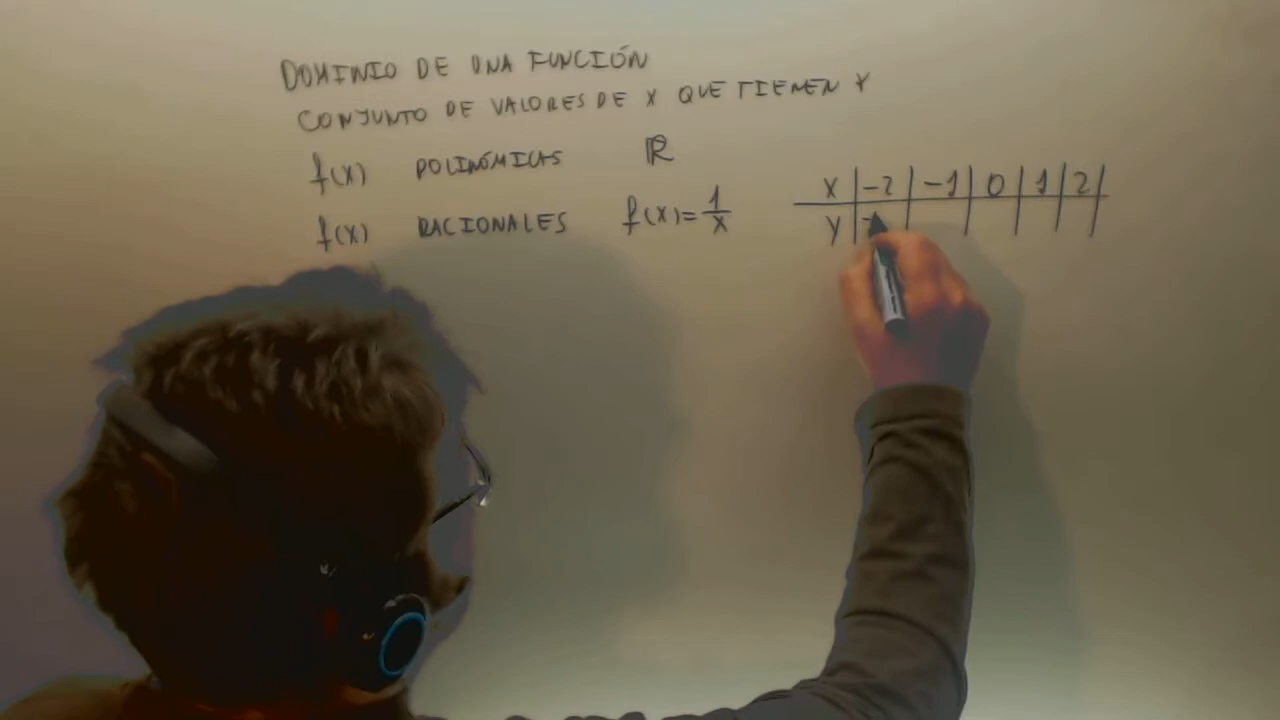 DOMINIO DE UNA FUNCIÓN
CONJUNTO DE VALORES DE X QUE TIENEN Y
f(x) POLINÓMICAS ℝ
f(x) RACIONALES f(x)=1/x
X | -2 | -1 | 0 | 1 | 2 |
Y | -